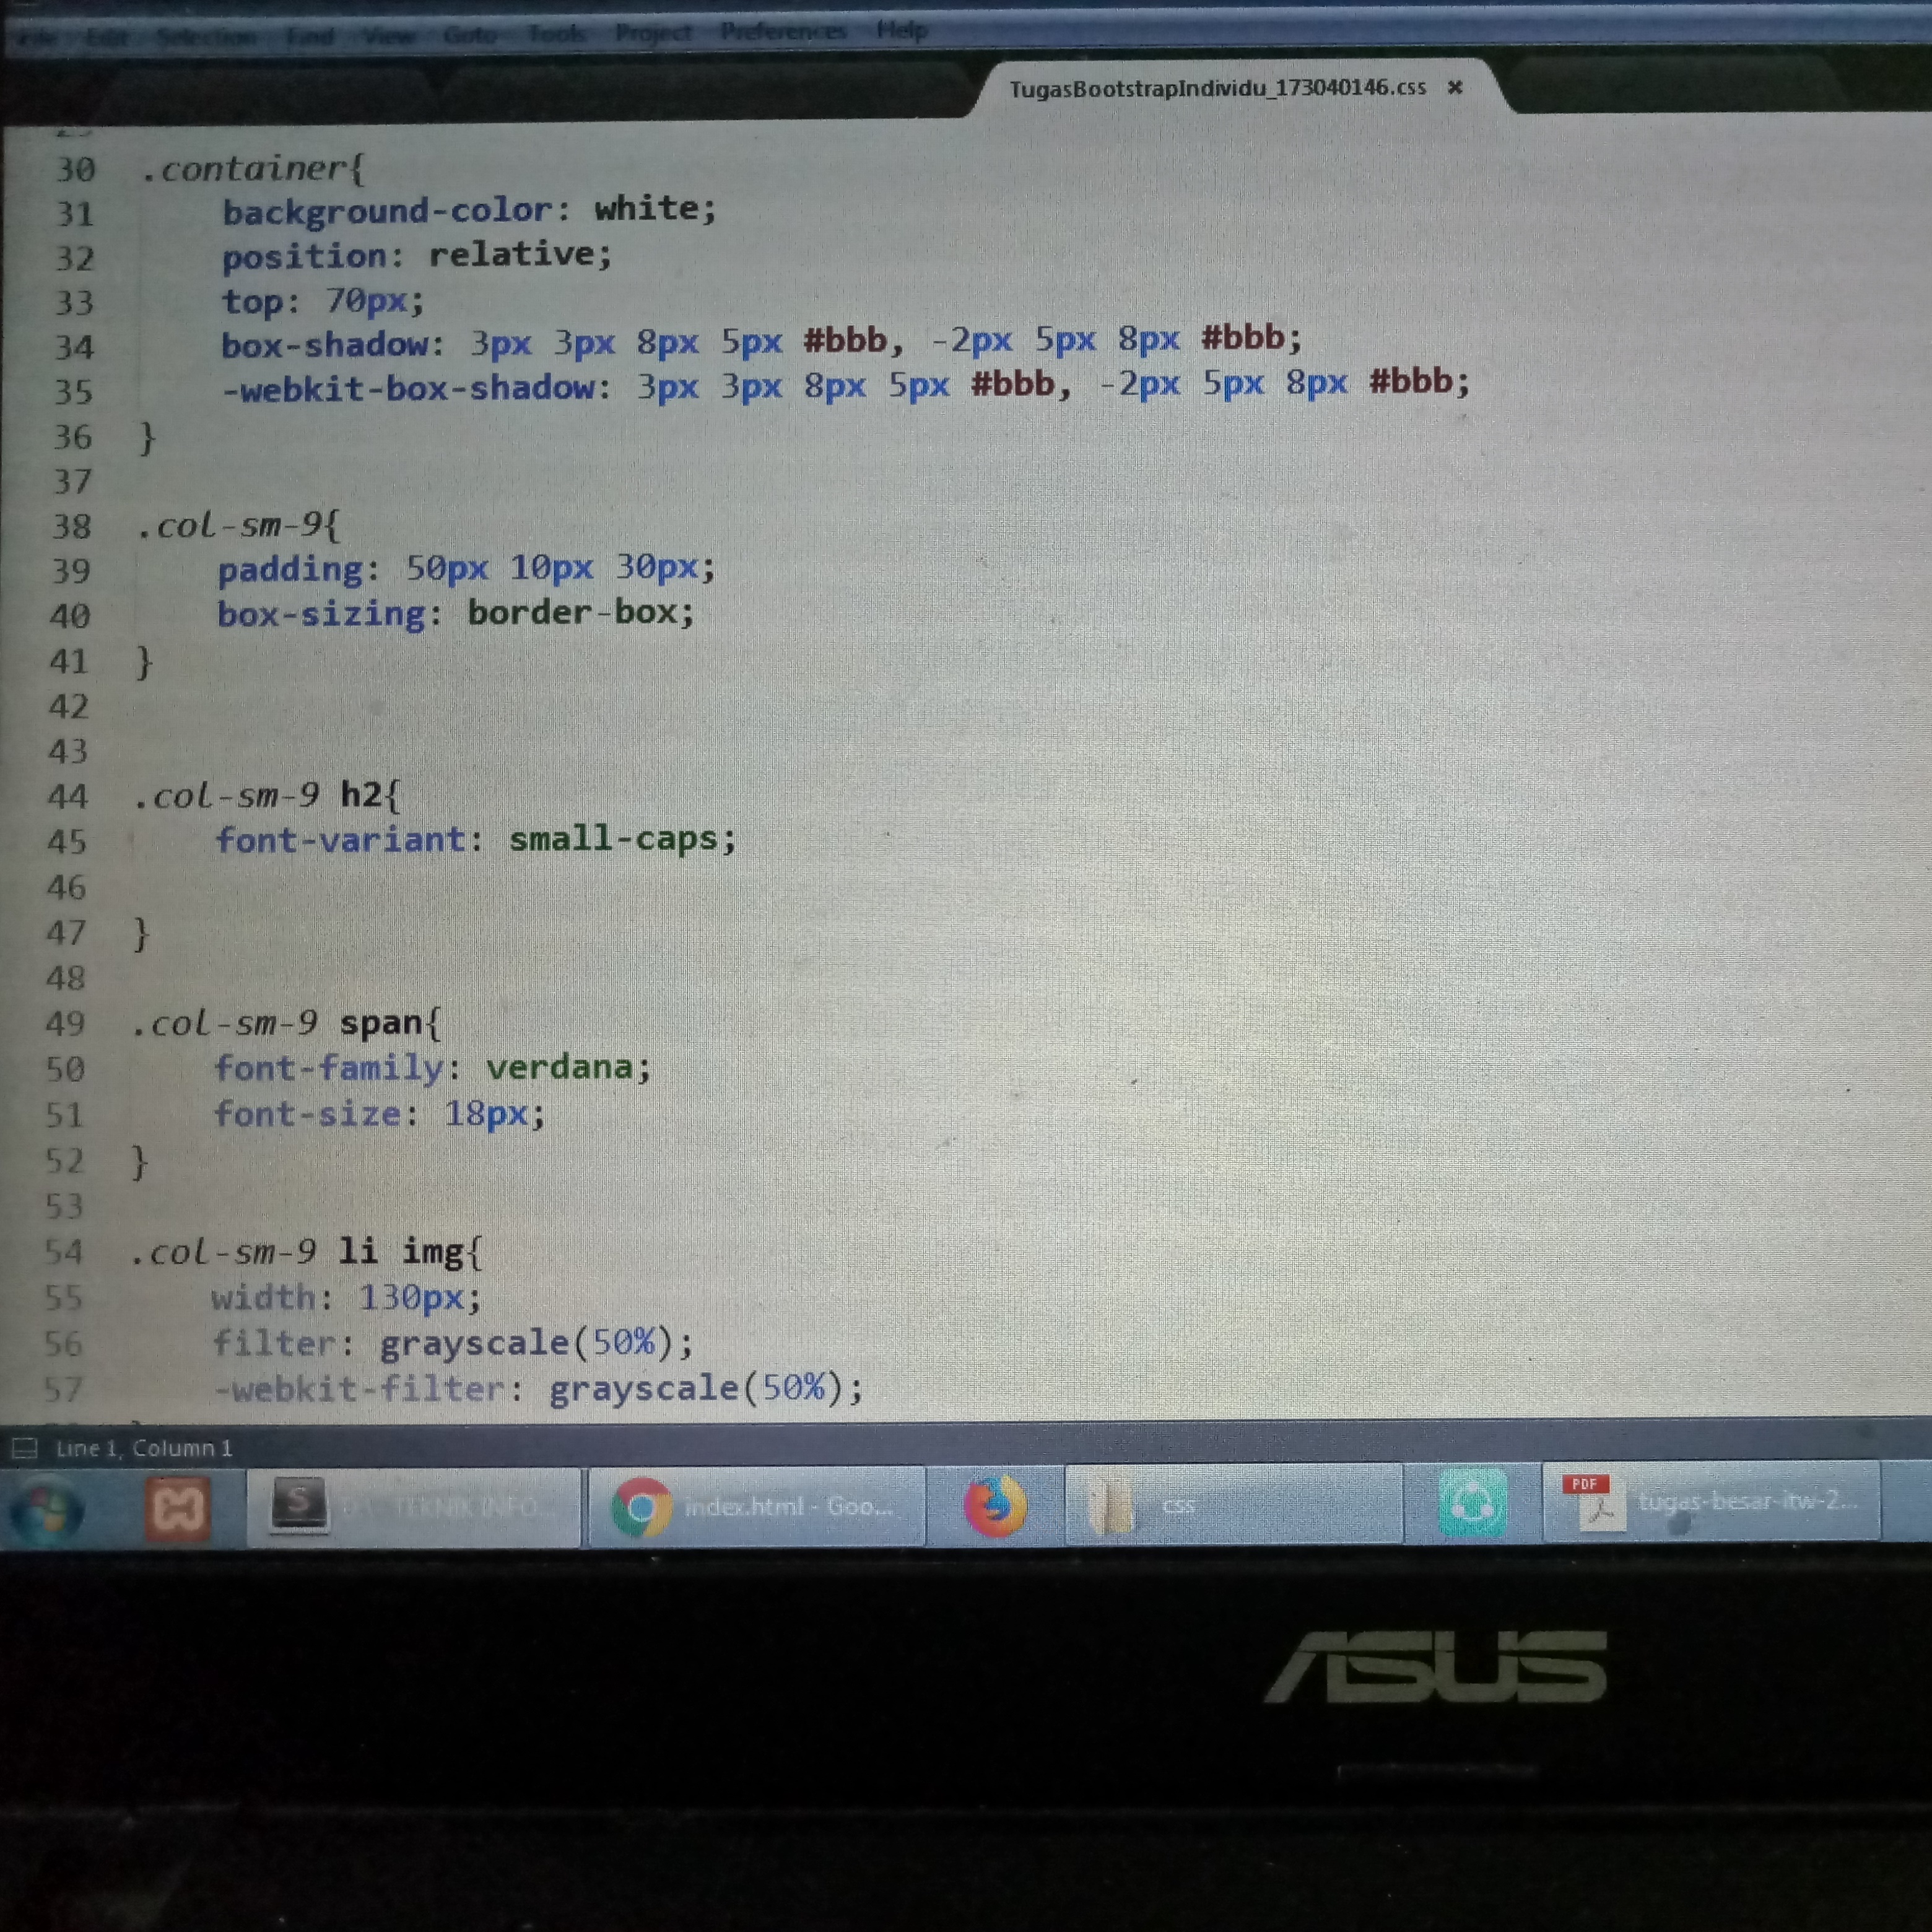 File Edit Selection Find View Goto Tools Project Preferences Help
TugasBootstrapIndividu_173040146.css ×
30 .container{
31 background-color: white;
32 position: relative;
33 top: 70px;
34 box-shadow: 3px 3px 8px 5px #bbb, -2px 5px 8px #bbb;
35 -webkit-box-shadow: 3px 3px 8px 5px #bbb, -2px 5px 8px #bbb;
36 }
37
38 .col-sm-9{
39 padding: 50px 10px 30px;
40 box-sizing: border-box;
41 }
42
43
44 .col-sm-9 h2{
45 font-variant: small-caps;
46
47 }
48
49 .col-sm-9 span{
50 font-family: verdana;
51 font-size: 18px;
52 }
53
54 .col-sm-9 li img{
55 width: 130px;
56 filter: grayscale(50%);
57 -webkit-filter: grayscale(50%);
Line 1, Column 1
S TEKNIK INFO...
index.html - Goo...
css
PDF tugas-besar-itw-2...
ASUS